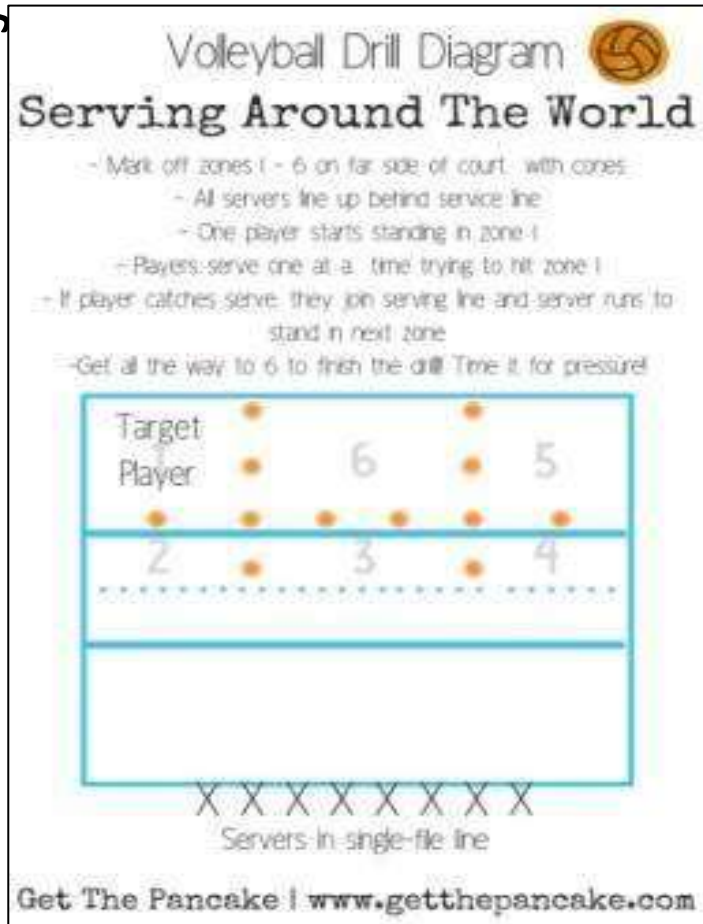 Volleyball Drill Diagram
Serving Around The World
- Mark off zones 1 - 6 on far side of court with cones
- All servers line up behind service line
- One player starts standing in zone 1
- Players serve one at a time trying to hit zone 1
- If player catches serve, they join serving line and server runs to
stand in next zone
-Get all the way to 6 to finish the drill! Time it for pressure!
Target
Player
1 6 5
2 3 4
X X X X X X X X
Servers in single-file line
Get The Pancake | www.getthepancake.com